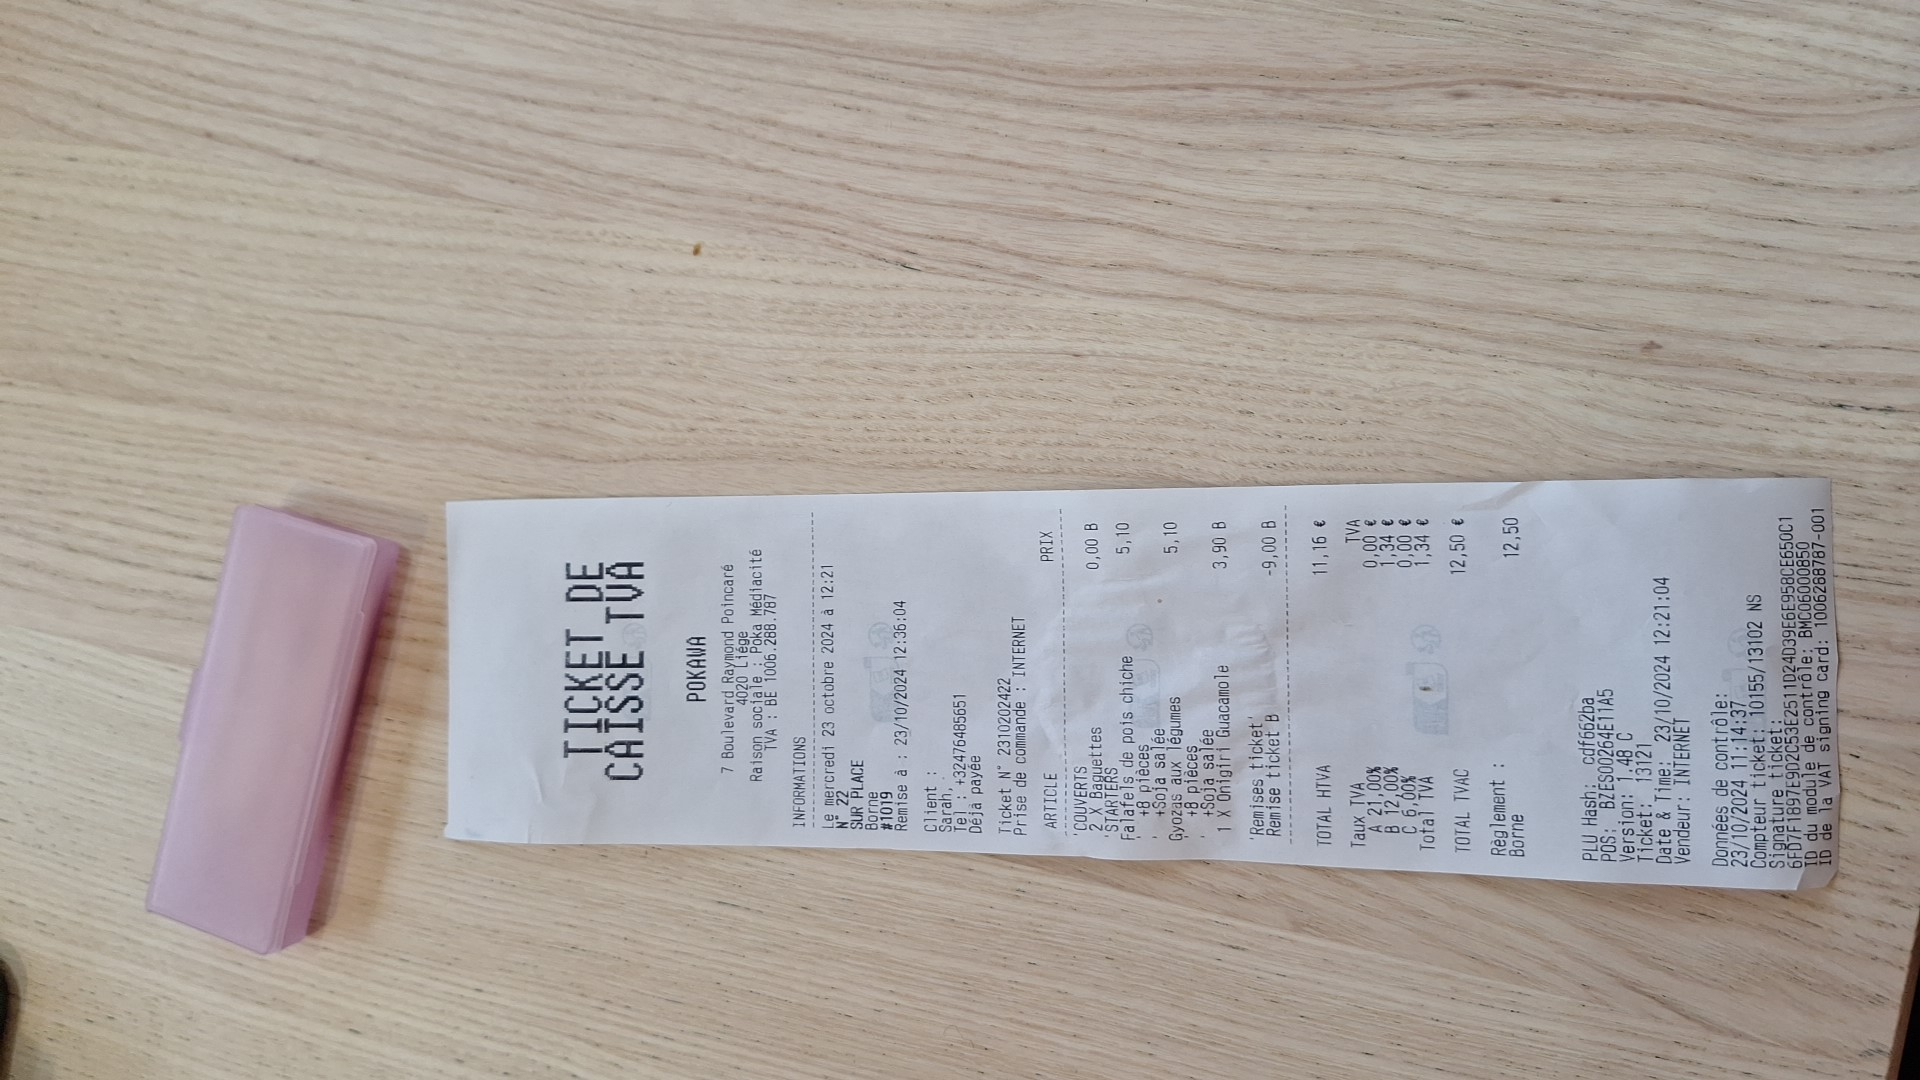 TICKET DE
CAISSE TVA
POKAWA
7 Boulevard Raymond Poincaré
4020 Liége
Raison sociale : Poka Médiacité
TVA : BE 1006.288.787
INFORMATIONS
Le mercredi 23 octobre 2024 à 12:21
N° 22
SUR PLACE
Borne
#1019
Remise à : 23/10/2024 12:36:04
Client :
Sarah,
Tel : +32476485651
Déjà payée
Ticket N° 2310202422
Prise de commande : INTERNET
ARTICLE PRIX
'COUVERTS
2 X Baguettes 0,00 B
'STARTERS
Falafels de pois chiche 5,10
' +8 pièces
' +Soja salée
Gyozas aux légumes 5,10
' +8 pièces
' +Soja salée
1 X Onigiri Guacamole 3,90 B
'Remises ticket'
Remise ticket B -9,00 B
TOTAL HTVA 11,16 €
Taux TVA TVA
A 21,00% 0,00 €
B 12,00% 1,34 €
C 6,00% 0,00 €
Total TVA 1,34 €
TOTAL TVAC 12,50 €
Règlement :
Borne 12,50
PLU Hash: cdf662ba
POS: BZES00264E11A5
Version: 1.48 C
Ticket: 13121
Date & Time: 23/10/2024 12:21:04
Vendeur: INTERNET
Données de contrôle:
23/10/2024 11:14:37
Compteur ticket: 10155/13102 NS
Signature ticket:
6FD7F1897E902C53E2511D24D39E6E958CE650C1
ID du module de contrôle: BMC06000850
ID de la VAT signing card: 1006288787-001